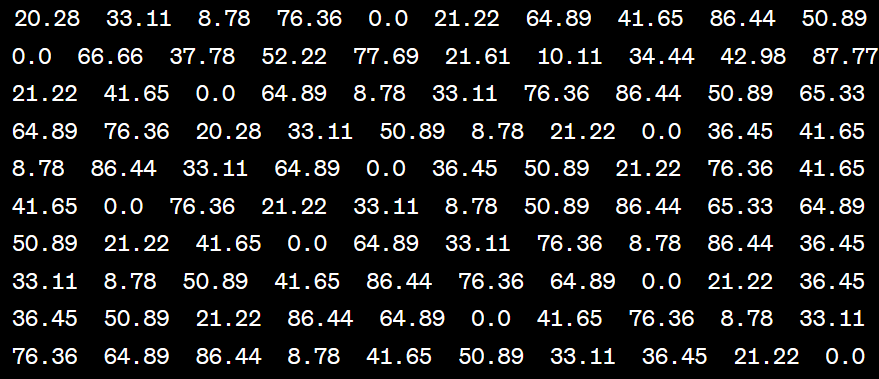 20.28 33.11 8.78 76.36 0.0 21.22 64.89 41.65 86.44 50.89
0.0 66.66 37.78 52.22 77.69 21.61 10.11 34.44 42.98 87.77
21.22 41.65 0.0 64.89 8.78 33.11 76.36 86.44 50.89 65.33
64.89 76.36 20.28 33.11 50.89 8.78 21.22 0.0 36.45 41.65
8.78 86.44 33.11 64.89 0.0 36.45 50.89 21.22 76.36 41.65
41.65 0.0 76.36 21.22 33.11 8.78 50.89 86.44 65.33 64.89
50.89 21.22 41.65 0.0 64.89 33.11 76.36 8.78 86.44 36.45
33.11 8.78 50.89 41.65 86.44 76.36 64.89 0.0 21.22 36.45
36.45 50.89 21.22 86.44 64.89 0.0 41.65 76.36 8.78 33.11
76.36 64.89 86.44 8.78 41.65 50.89 33.11 36.45 21.22 0.0